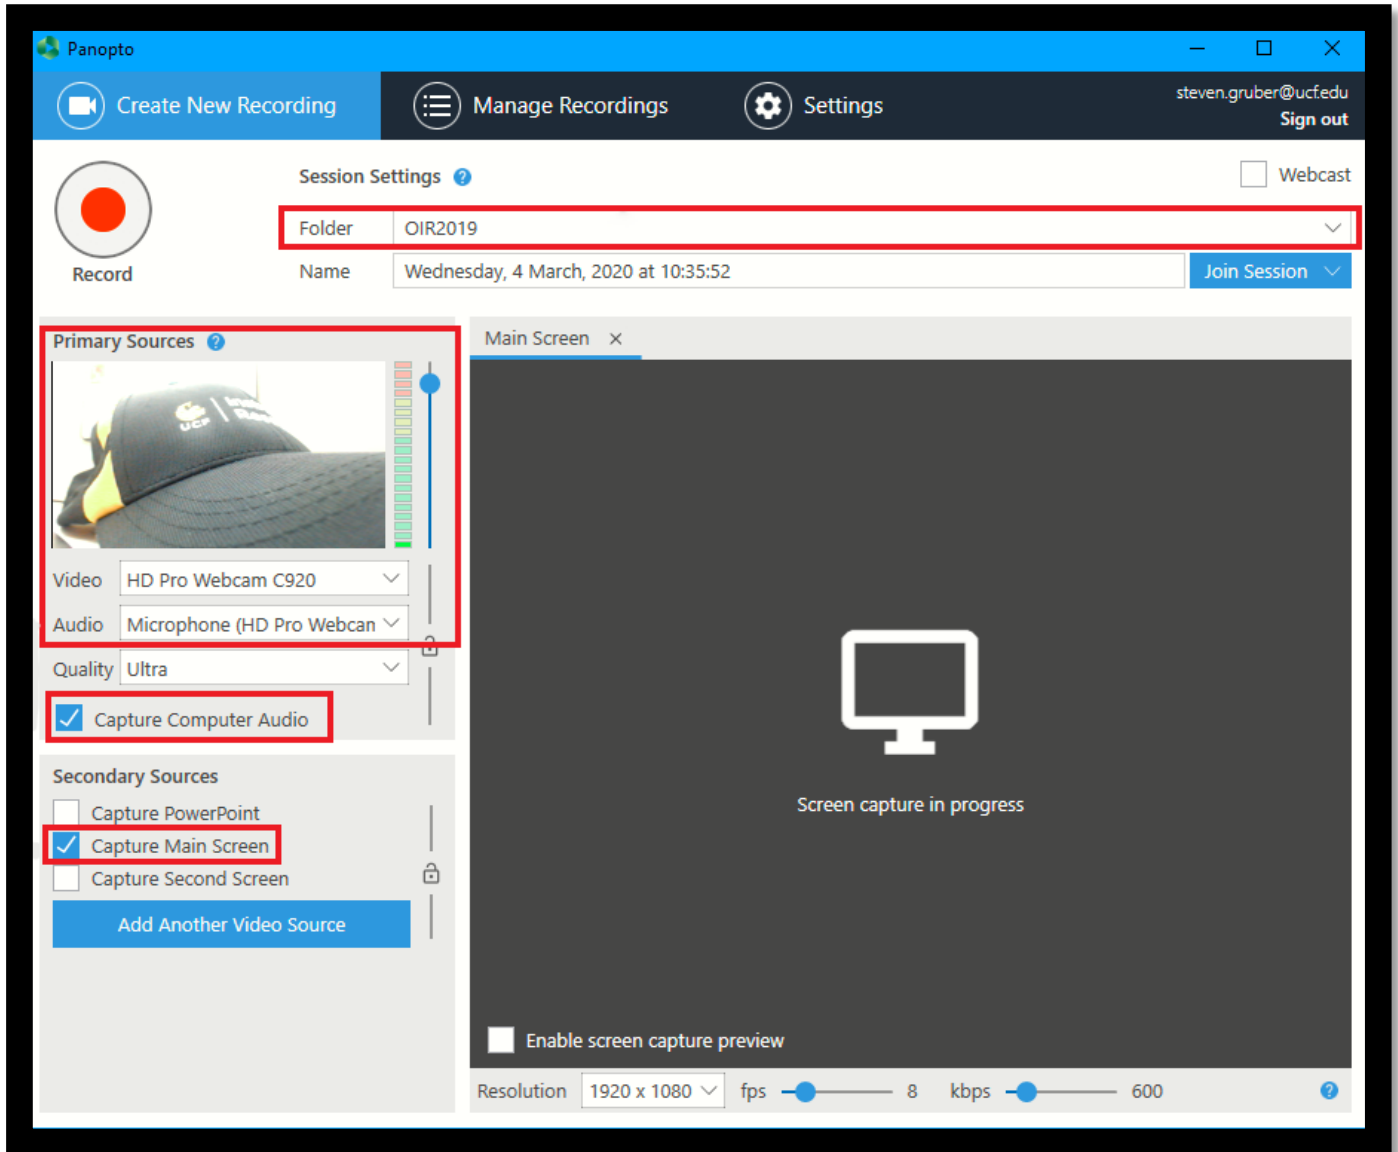 Panopto
Create New Recording
Manage Recordings
Settings
steven.gruber@ucf.edu
Sign out
Record
Session Settings
Webcast
Folder OIR2019
Name Wednesday, 4 March, 2020 at 10:35:52 Join Session
Primary Sources
UCF
Video HD Pro Webcam C920
Audio Microphone (HD Pro Webcan
Quality Ultra
Capture Computer Audio
Secondary Sources
Capture PowerPoint
Capture Main Screen
Capture Second Screen
Add Another Video Source
Main Screen
Screen capture in progress
Enable screen capture preview
Resolution 1920 x 1080 fps 8 kbps 600